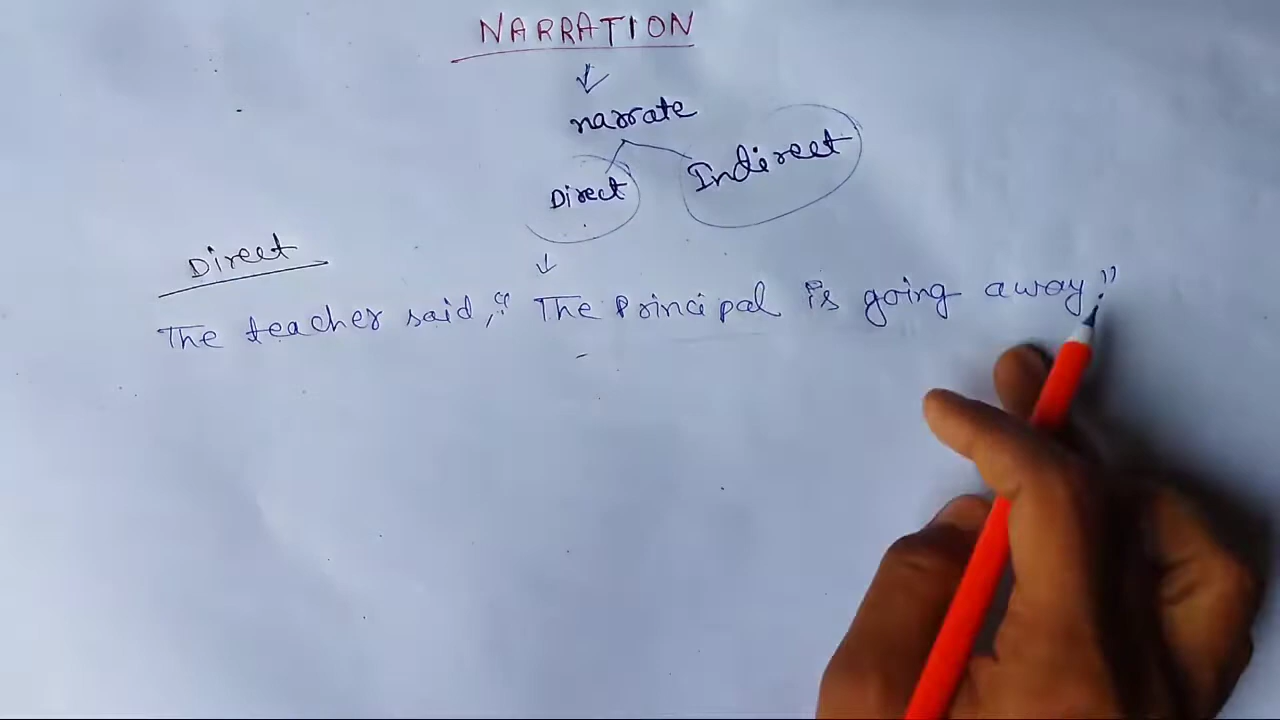 NARRATION
narrate
Direct Indirect
Direct
The teacher said, "The Principal is going away."